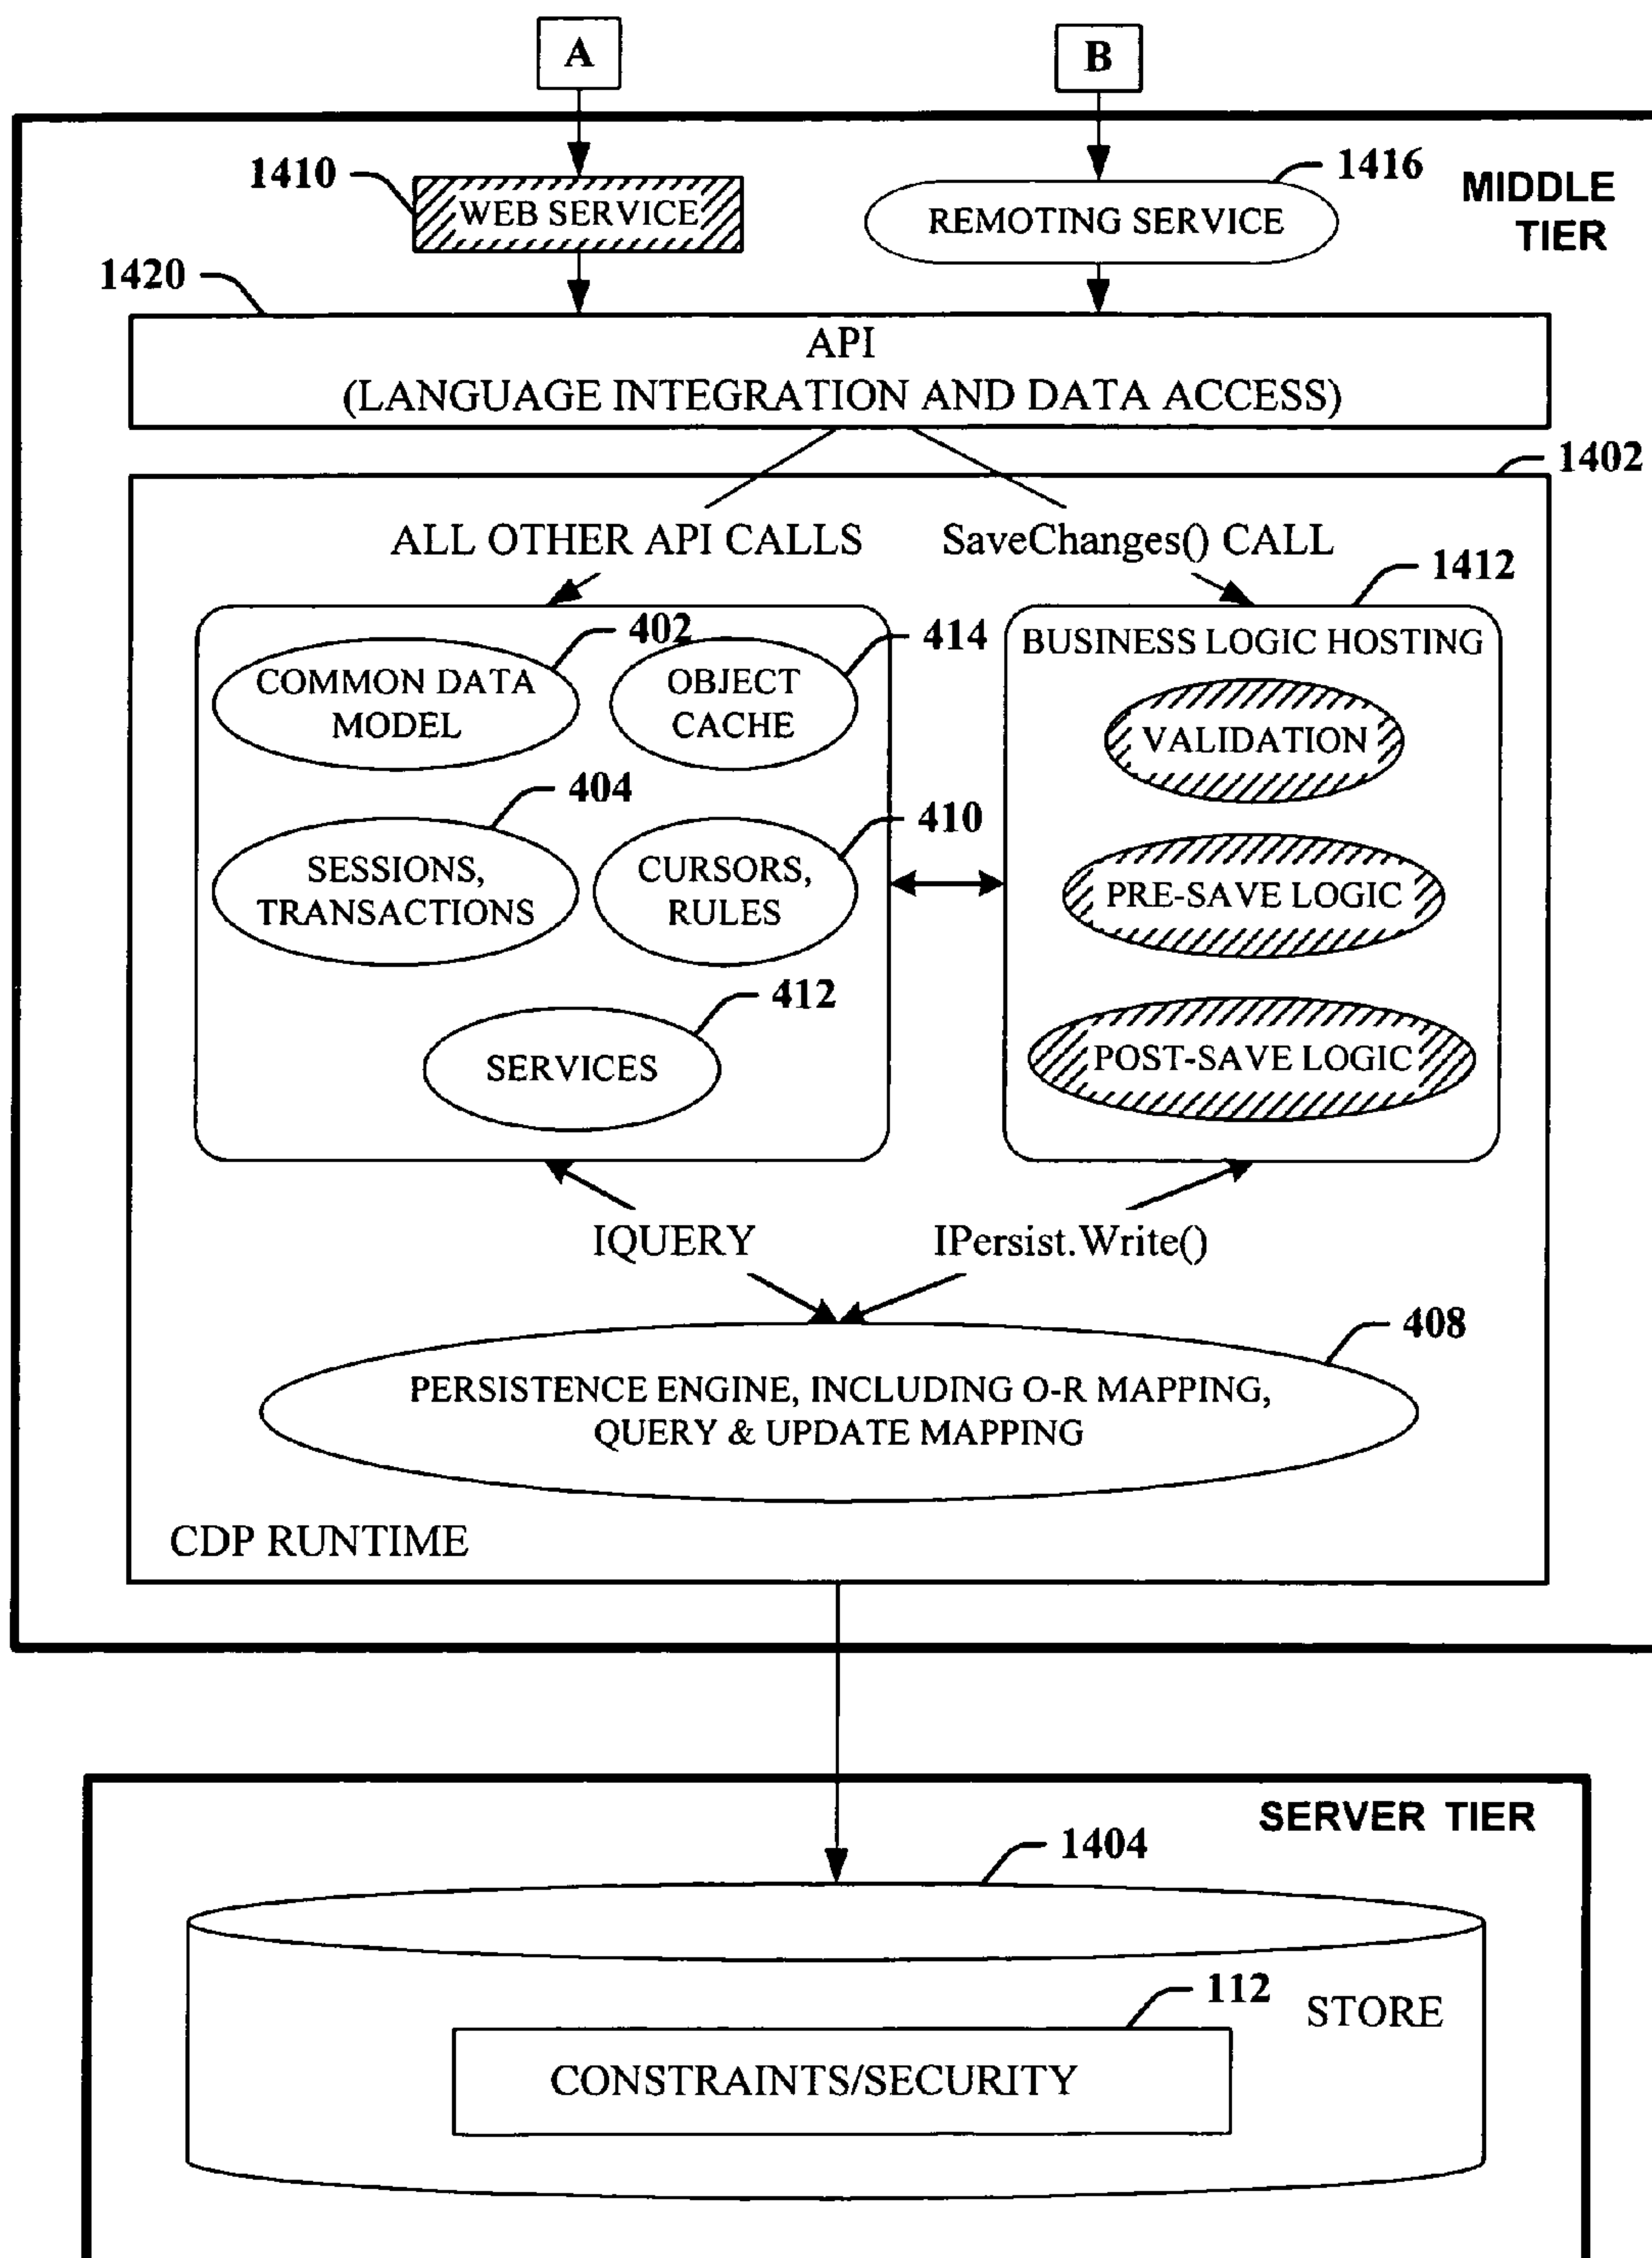 A
B
1410
WEB SERVICE
1416
REMOTING SERVICE
MIDDLE
TIER
1420
API
(LANGUAGE INTEGRATION AND DATA ACCESS)
1402
ALL OTHER API CALLS
SaveChanges() CALL
1412
402
COMMON DATA
MODEL
414
OBJECT
CACHE
404
SESSIONS,
TRANSACTIONS
410
CURSORS,
RULES
412
SERVICES
BUSINESS LOGIC HOSTING
VALIDATION
PRE-SAVE LOGIC
POST-SAVE LOGIC
IQUERY
IPersist.Write()
408
PERSISTENCE ENGINE, INCLUDING O-R MAPPING,
QUERY & UPDATE MAPPING
CDP RUNTIME
SERVER TIER
1404
112
STORE
CONSTRAINTS/SECURITY